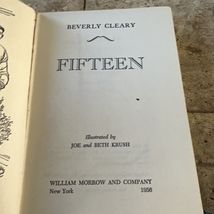 BEVERLY CLEARY
FIFTEEN
Illustrated by
JOE and BETH KRUSH
WILLIAM MORROW AND COMPANY
New York 1956